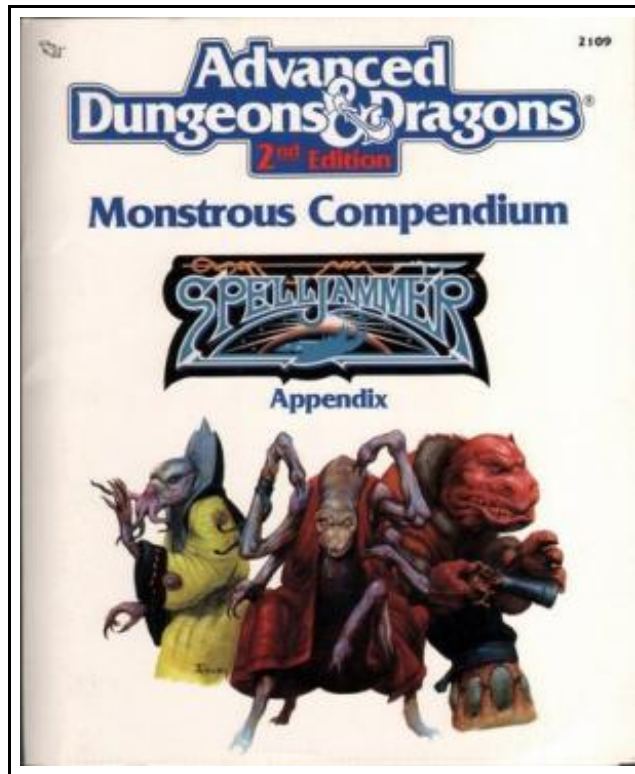 2109
Advanced
Dungeons & Dragons®
2nd Edition
Monstrous Compendium
SPELLJAMMER
Appendix